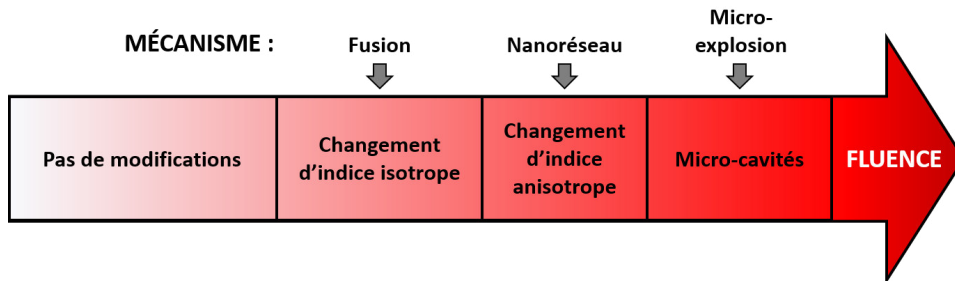 MÉCANISME :
Fusion
Nanoréseau
Micro-
explosion
Pas de modifications
Changement
d'indice isotrope
Changement
d'indice
anisotrope
Micro-cavités
FLUENCE